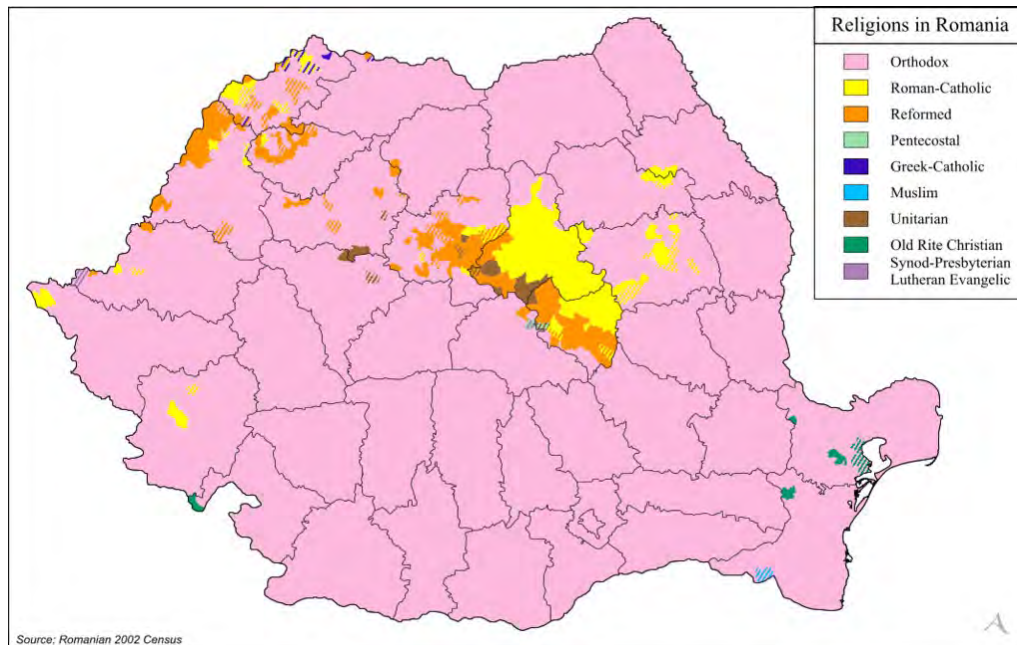 Religions in Romania
Orthodox
Roman-Catholic
Reformed
Pentecostal
Greek-Catholic
Muslim
Unitarian
Old Rite Christian
Synod-Presbyterian
Lutheran Evangelic
Source: Romanian 2002 Census
A